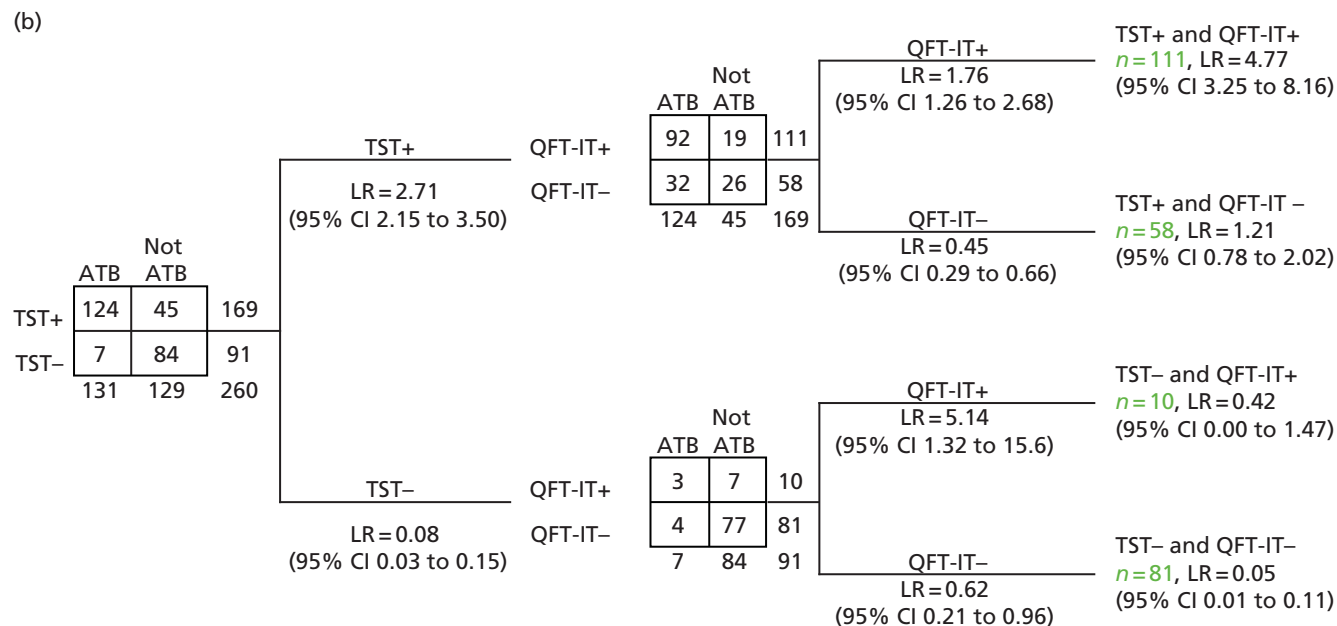 (b)
TST+ and QFT-IT+
n=111, LR=4.77
(95% CI 3.25 to 8.16)
QFT-IT+
LR=1.76
(95% CI 1.26 to 2.68)
Not
ATB ATB
92 19 111
32 26 58
124 45 169
QFT-IT+
QFT-IT–
TST+
LR=2.71
(95% CI 2.15 to 3.50)
QFT-IT–
LR=0.45
(95% CI 0.29 to 0.66)
TST+ and QFT-IT –
n=58, LR=1.21
(95% CI 0.78 to 2.02)
Not
ATB ATB
TST+ 124 45 169
TST– 7 84 91
131 129 260
TST– and QFT-IT+
n=10, LR=0.42
(95% CI 0.00 to 1.47)
QFT-IT+
LR=5.14
(95% CI 1.32 to 15.6)
Not
ATB ATB
3 7 10
4 77 81
7 84 91
QFT-IT+
QFT-IT–
TST–
LR=0.08
(95% CI 0.03 to 0.15)
QFT-IT–
LR=0.62
(95% CI 0.21 to 0.96)
TST– and QFT-IT–
n=81, LR=0.05
(95% CI 0.01 to 0.11)